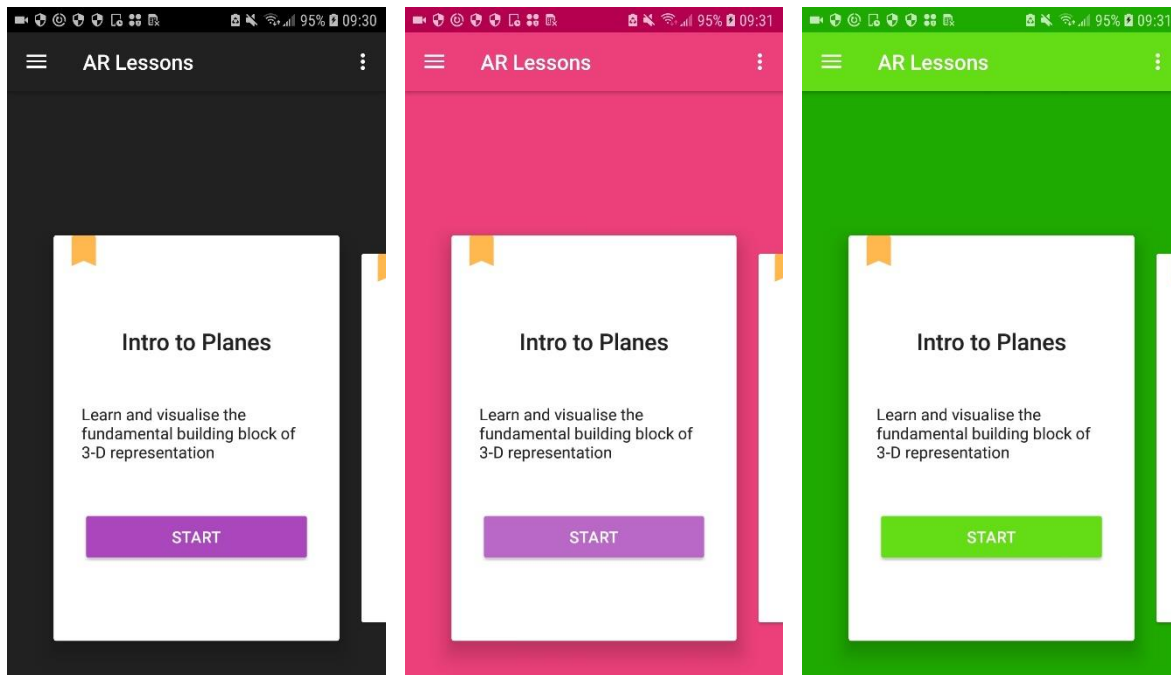 95% 09:30
AR Lessons
Intro to Planes
Learn and visualise the
fundamental building block of
3-D representation
START
95% 09:31
AR Lessons
Intro to Planes
Learn and visualise the
fundamental building block of
3-D representation
START
95% 09:31
AR Lessons
Intro to Planes
Learn and visualise the
fundamental building block of
3-D representation
START